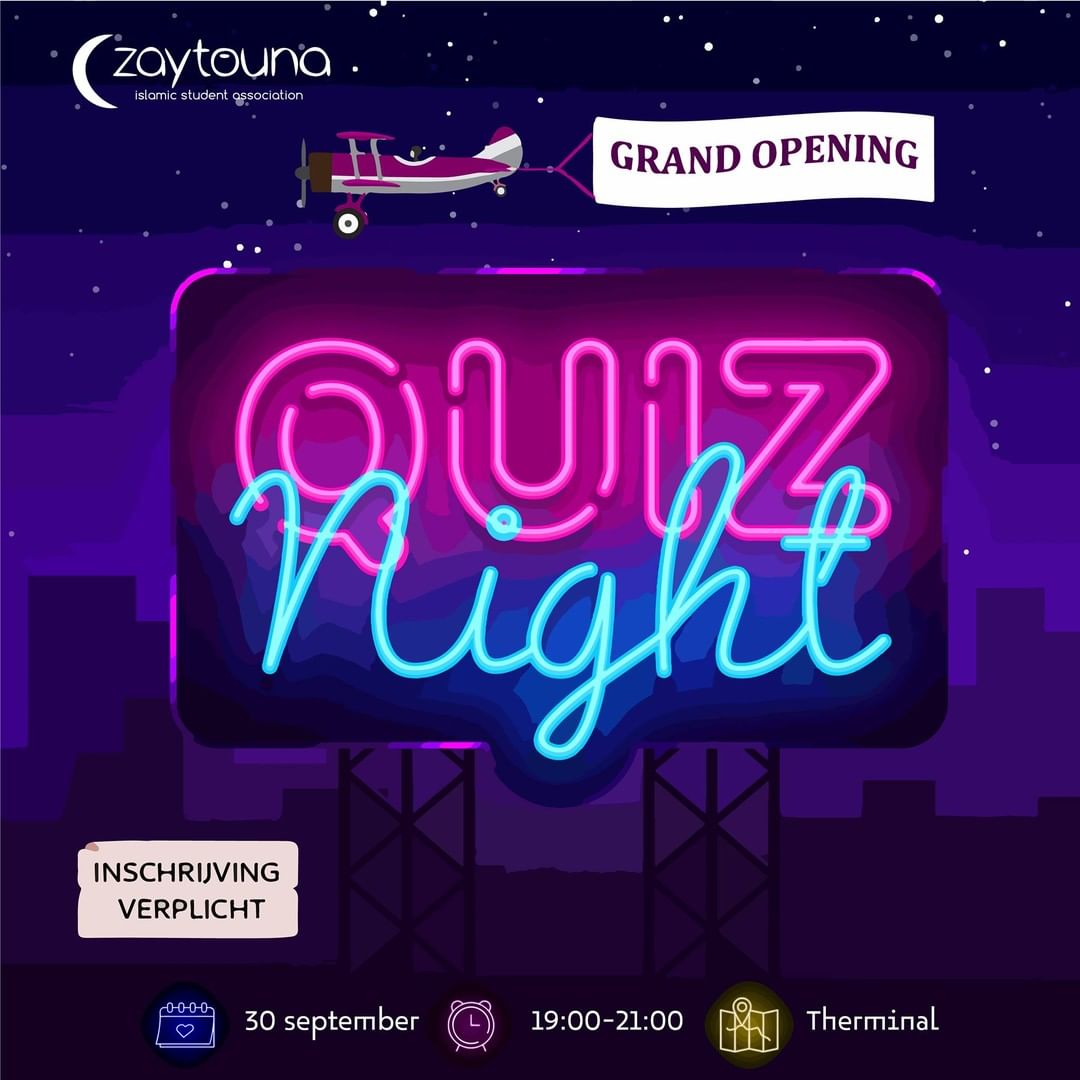 zaytouna
islamic student association
GRAND OPENING
QUIZ
Night
INSCHRIJVING
VERPLICHT
30 september
19:00-21:00
Therminal